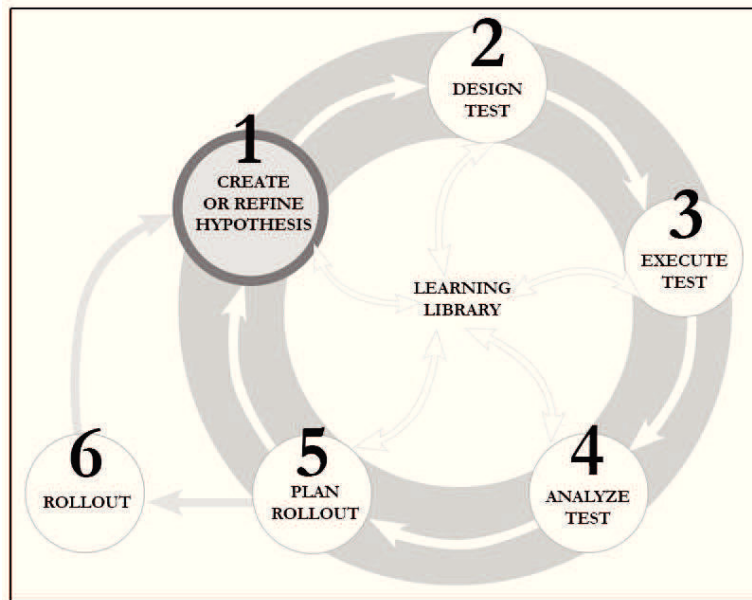 1
CREATE
OR REFINE
HYPOTHESIS
2
DESIGN
TEST
3
EXECUTE
TEST
LEARNING
LIBRARY
4
ANALYZE
TEST
5
PLAN
ROLLOUT
6
ROLLOUT